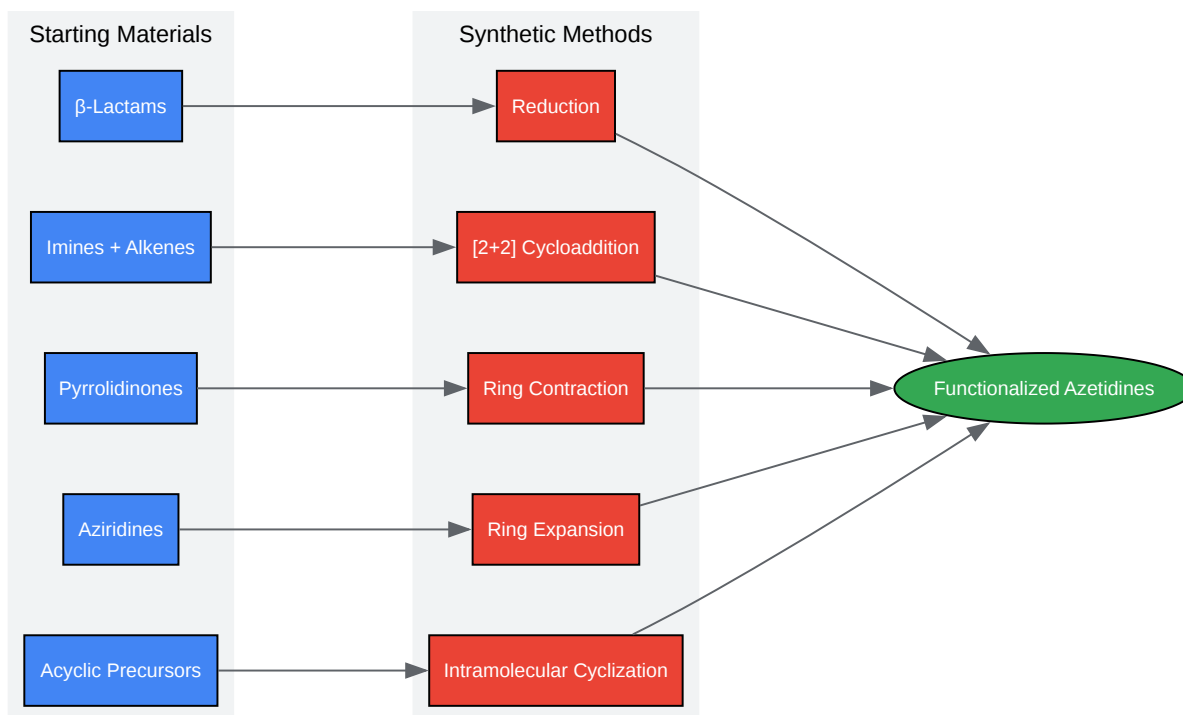 Starting Materials
Synthetic Methods
β-Lactams
Reduction
Imines + Alkenes
[2+2] Cycloaddition
Pyrrolidinones
Ring Contraction
Functionalized Azetidines
Aziridines
Ring Expansion
Acyclic Precursors
Intramolecular Cyclization